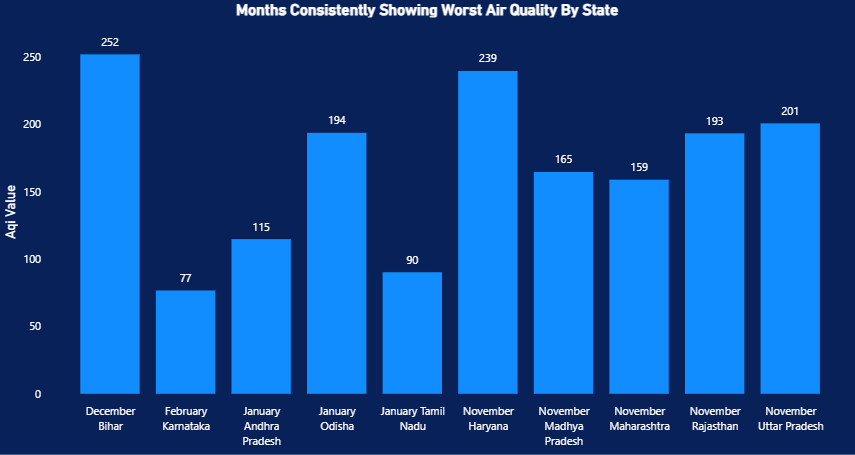 Months Consistently Showing Worst Air Quality By State
Aqi Value
250
200
150
100
50
0
252
77
115
194
90
239
165
159
193
201
December
Bihar
February
Karnataka
January
Andhra
Pradesh
January
Odisha
January Tamil
Nadu
November
Haryana
November
Madhya
Pradesh
November
Maharashtra
November
Rajasthan
November
Uttar Pradesh